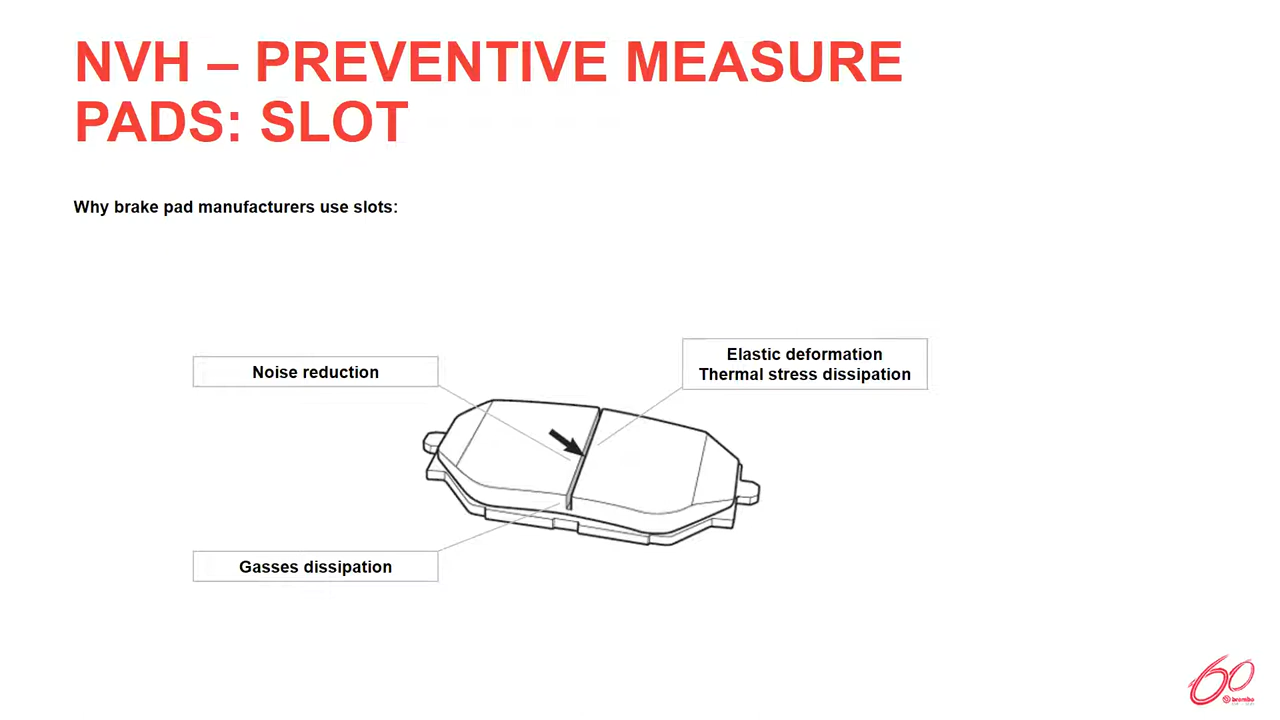 NVH – PREVENTIVE MEASURE
PADS: SLOT
Why brake pad manufacturers use slots:
Noise reduction
Elastic deformation
Thermal stress dissipation
Gasses dissipation
60
brembo